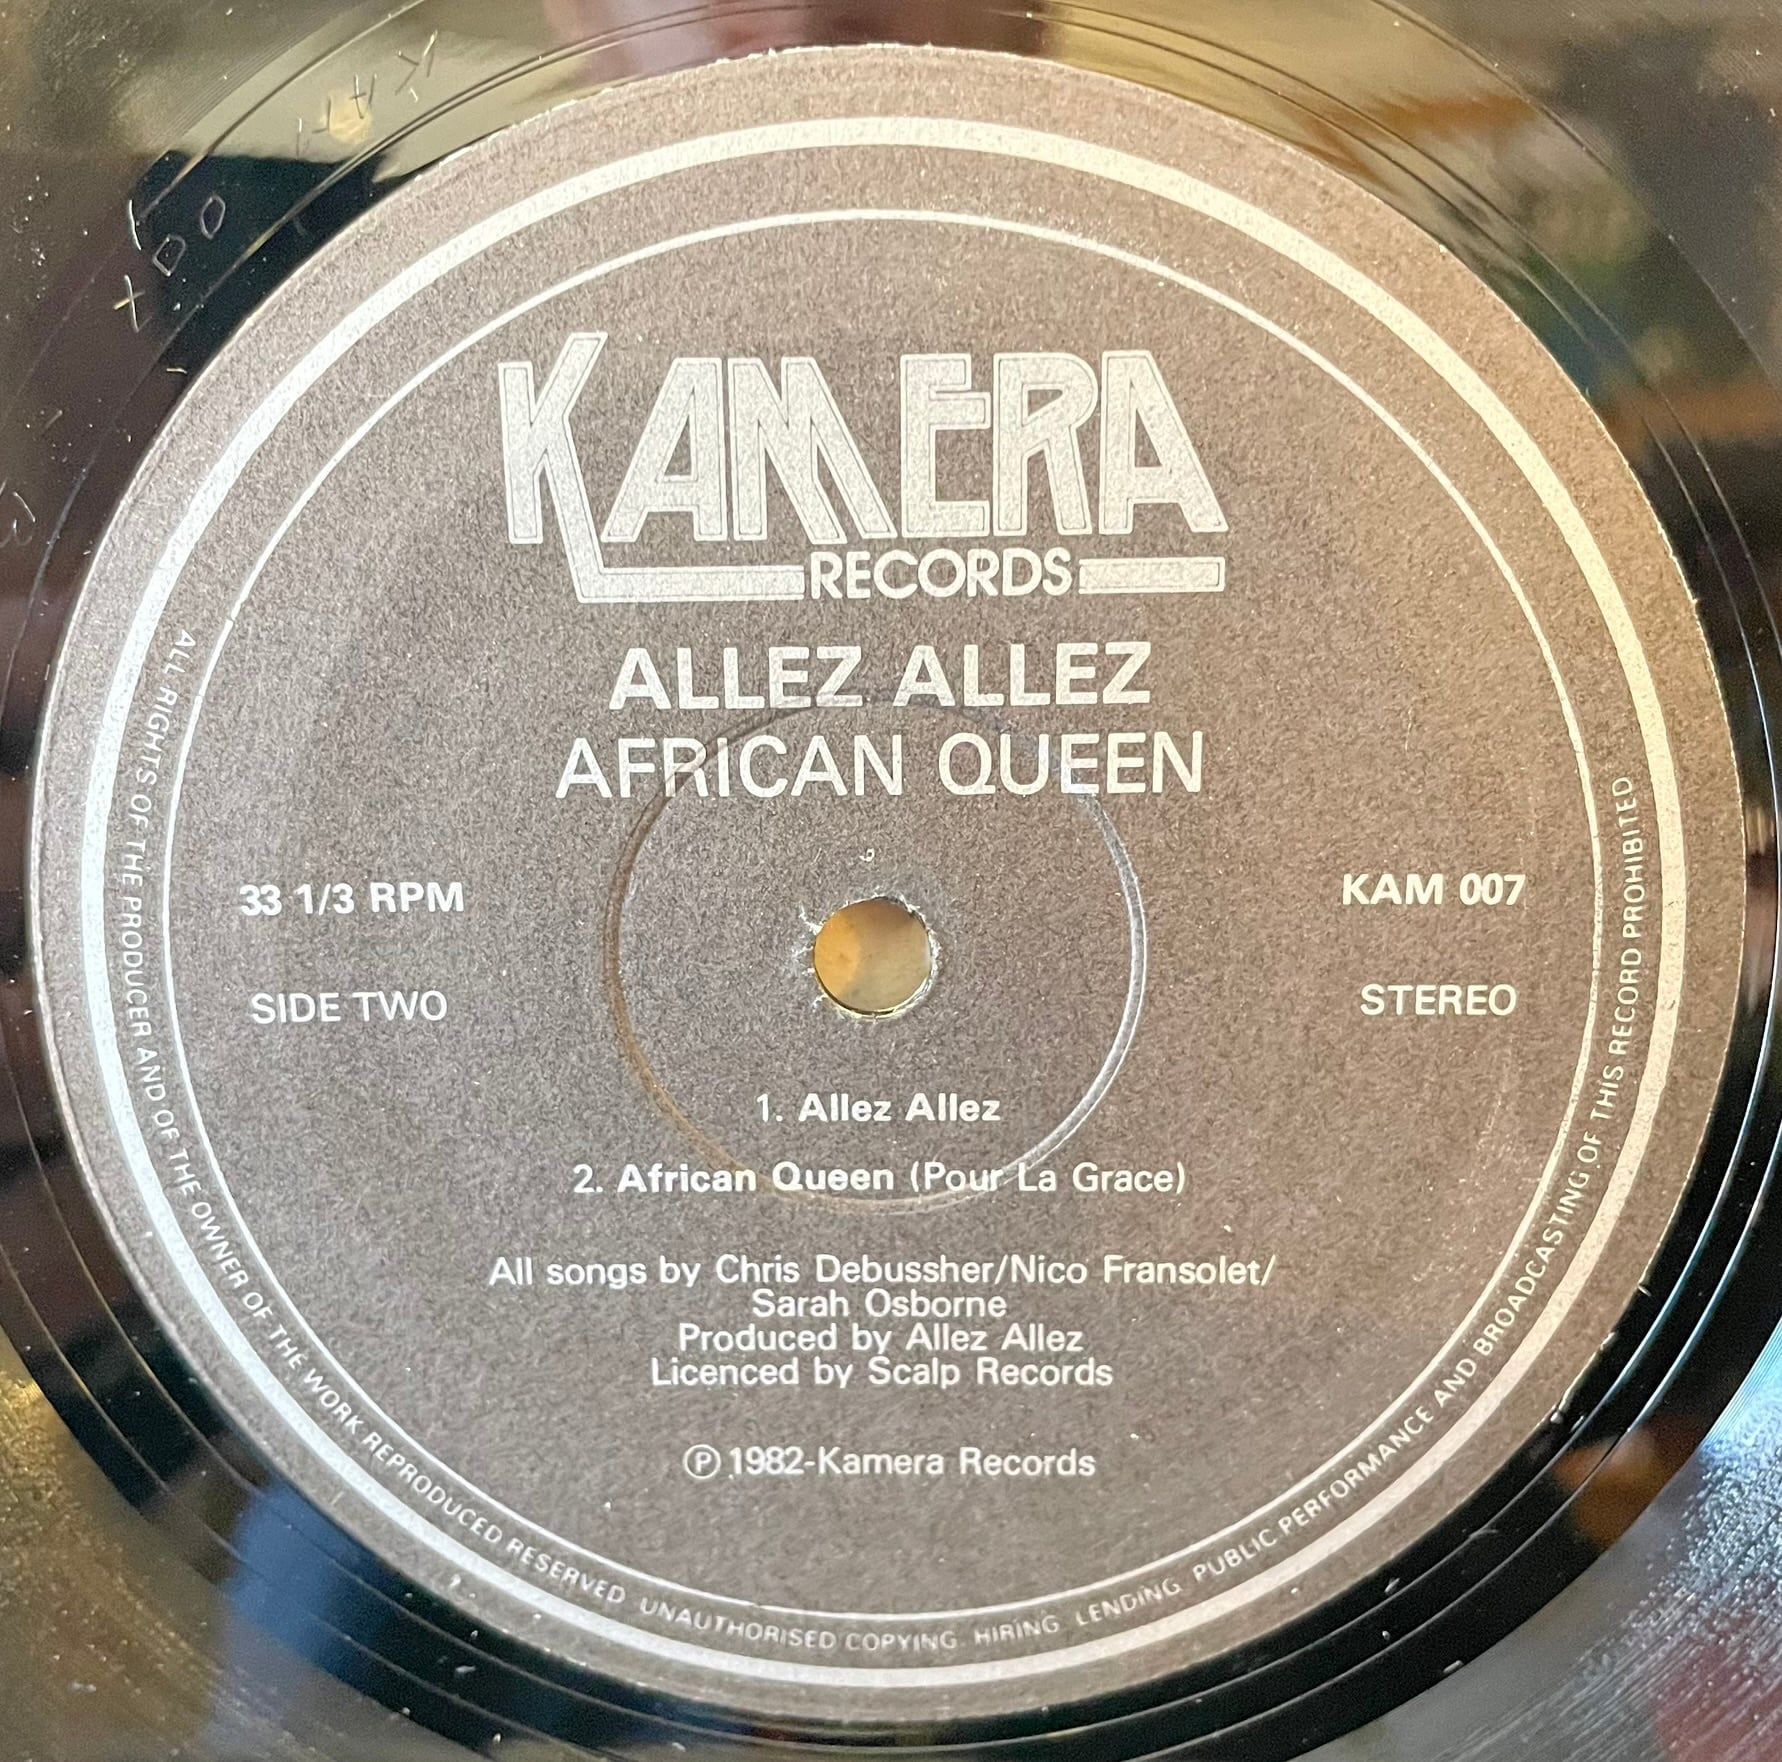 KAMERA
RECORDS
ALLEZ ALLEZ
AFRICAN QUEEN
33 1/3 RPM
KAM 007
SIDE TWO
STEREO
1. Allez Allez
2. African Queen (Pour La Grace)
All songs by Chris Debussher/Nico Fransolet/
Sarah Osborne
Produced by Allez Allez
Licenced by Scalp Records
℗ 1982-Kamera Records
ALL RIGHTS OF THE PRODUCER AND OF THE OWNER OF THE WORK REPRODUCED RESERVED UNAUTHORISED COPYING HIRING LENDING PUBLIC PERFORMANCE AND BROADCASTING OF THIS RECORD PROHIBITED